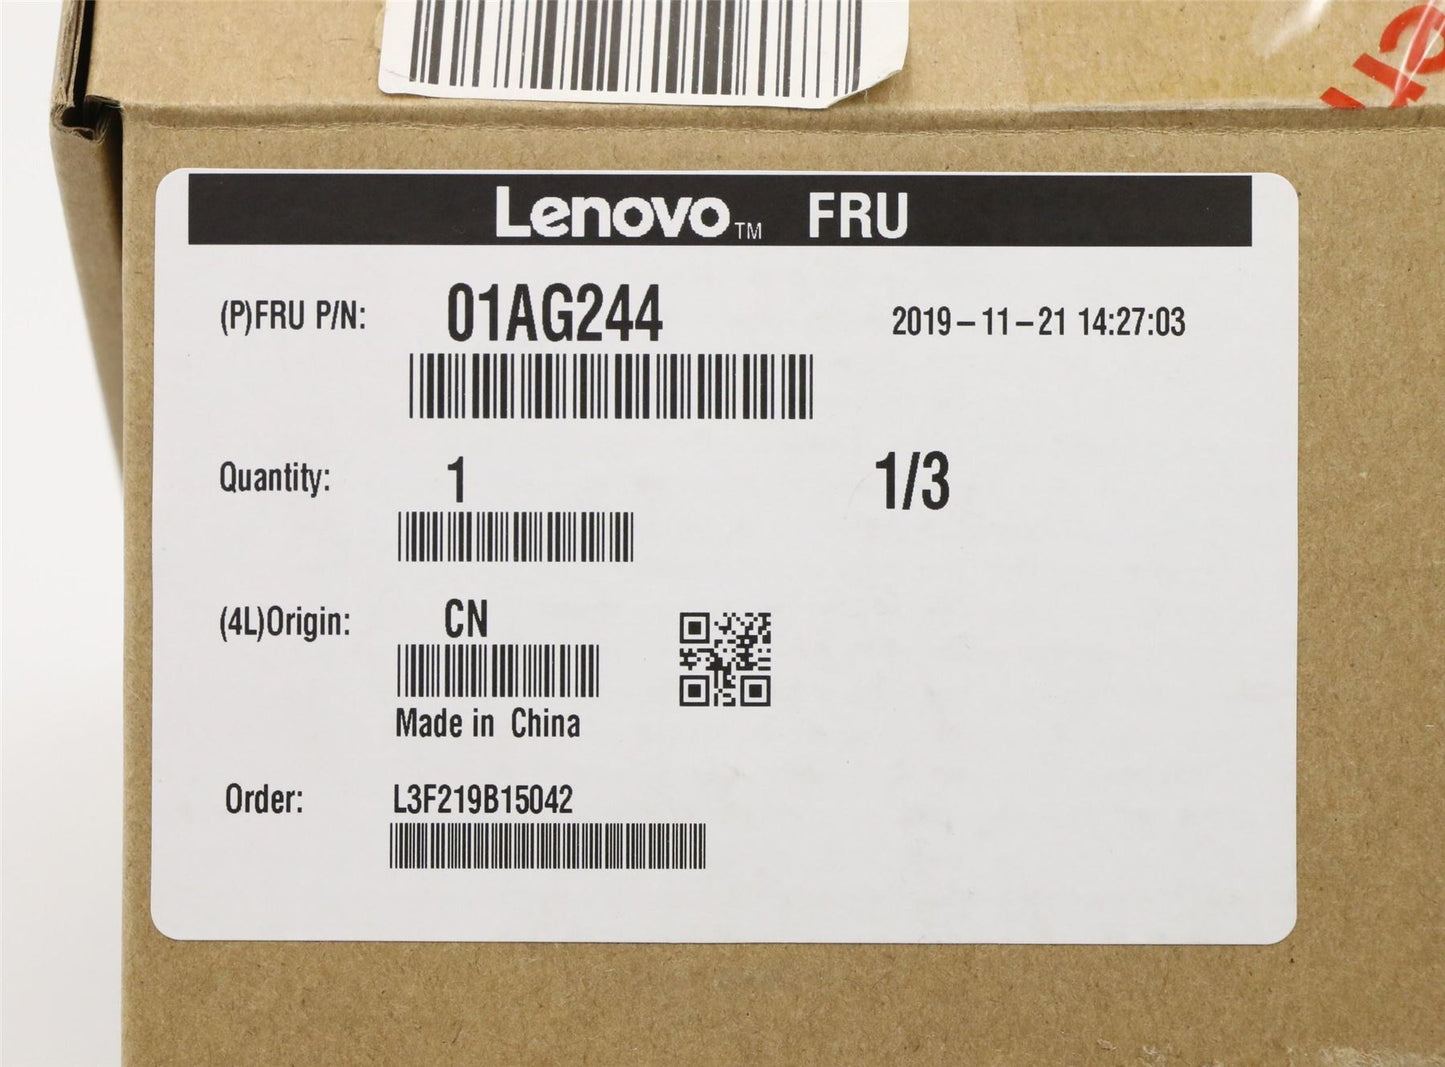 Lenovo™ FRU
(P)FRU P/N: 01AG244 2019-11-21 14:27:03
Quantity: 1 1/3
(4L)Origin: CN
Made in China
Order: L3F219B15042